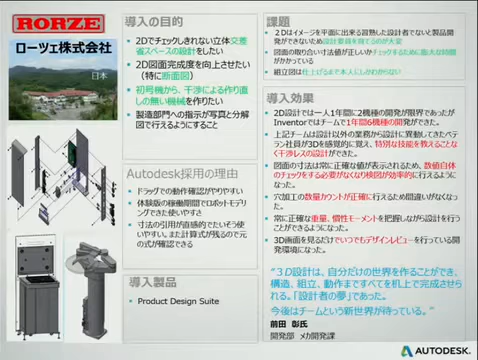 RORZE
ローツェ株式会社
日本
導入の目的
2Dでチェックしきれない立体交差
省スペースの設計をしたい
2D図面完成度を向上させたい
（特に断面図）
初号機から、干渉による作り直
しの無い機械を作りたい
製造部門への指示が写真と分解
図で行えるようにすること
Autodesk採用の理由
ドラッグでの動作確認がやりやすい
体験版の稼働期間でロボットモデリ
ングできた使いやすさ
寸法の引用が直感的でたいそう使
いやすい。また計算式が残るので元
の式が確認できる
導入製品
Product Design Suite
課題
２Dはイメージを平面に出来る習熟した設計者でないと製品開
発ができないため設計要員を育てるのが大変
図面の取り合い寸法値が正しいかチェックするために膨大な時間
がかかっている
組立図は仕上がるまで本人にしかわからない
導入効果
2D設計では一人1年間に2機種の開発が限界であったが
Inventorではチームで1年間6機種の開発ができた。
上記チームは設計以外の業務から設計に異動してきたベテ
ラン社員が3Dを感覚的に覚え、特別な技能を教えることな
く干渉レスの設計ができた。
図面の寸法は常に正確な値が表示されるため、数値自体
のチェックをする必要がなくなり検図が効率的に行えるように
なった。
穴加工の数量カウントが正確に行えたため間違いがなくなっ
た。
常に正確な重量、慣性モーメントを把握しながら設計を行う
ことができるようになった。
3D画面を見るだけでいつでもデザインレビューを行っている開
発環境になった。
“３Ｄ設計は、自分だけの世界を作ることができ、
構造、組立、動作まですべてを机上で完成させら
れる。「設計者の夢」であった。
今後はチームという新世界が待っている。”
前田 彰氏
開発部 メカ開発課
AUTODESK.